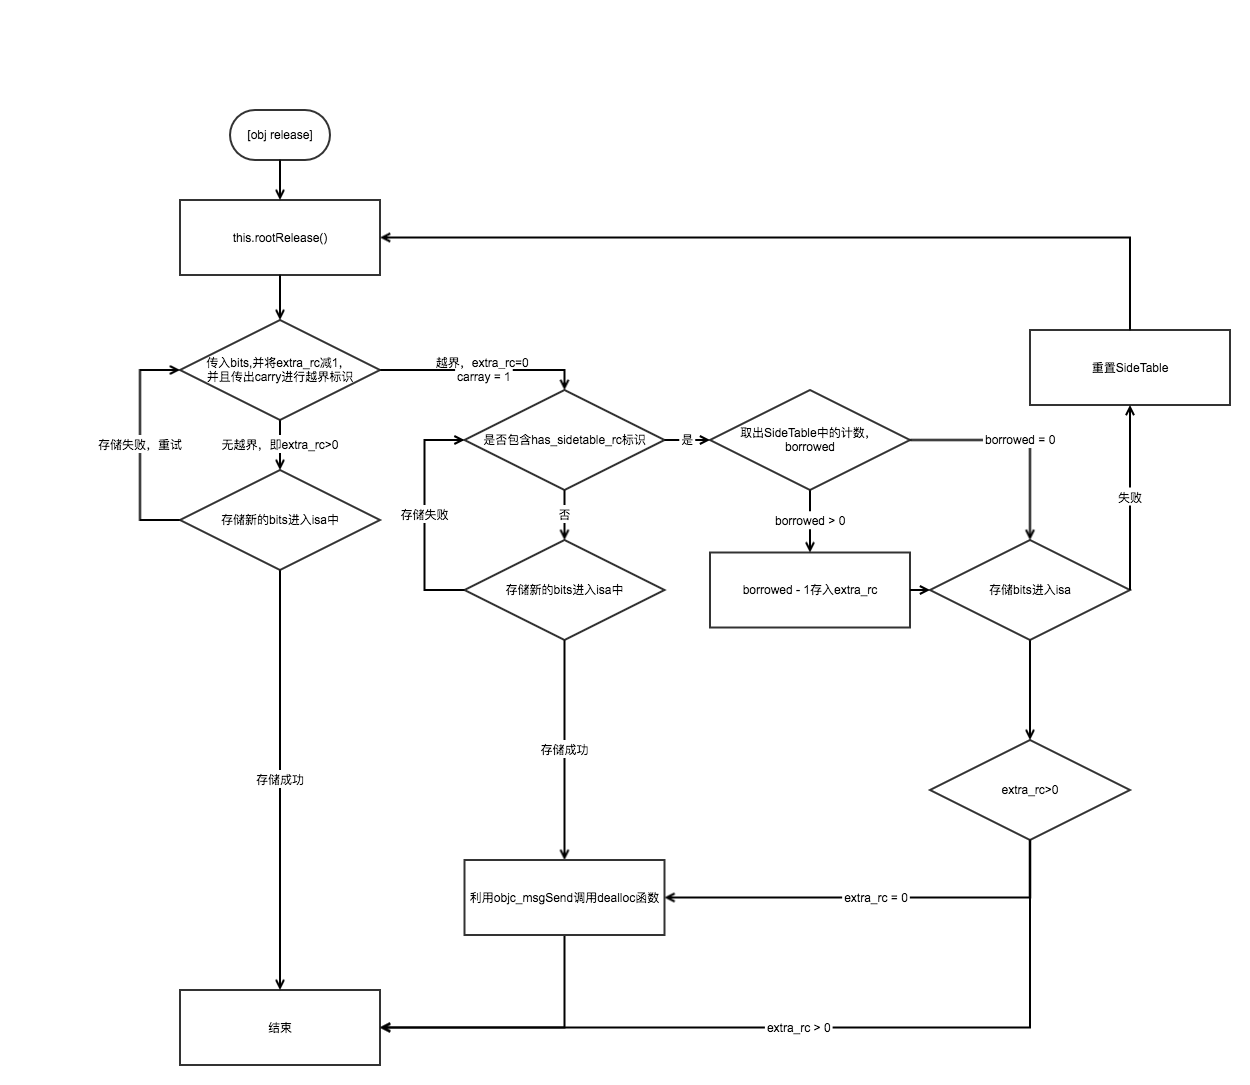 [obj release]
this.rootRelease()
传入bits,并将extra_rc减1，
并且传出carry进行越界标识
越界，extra_rc=0
carray = 1
重置SideTable
存储失败，重试
无越界，即extra_rc>0
是否包含has_sidetable_rc标识
是
取出SideTable中的计数，
borrowed
borrowed = 0
失败
存储新的bits进入isa中
存储失败
否
borrowed > 0
存储新的bits进入isa中
borrowed - 1存入extra_rc
存储bits进入isa
存储成功
存储成功
extra_rc>0
利用objc_msgSend调用dealloc函数
extra_rc = 0
结束
extra_rc > 0